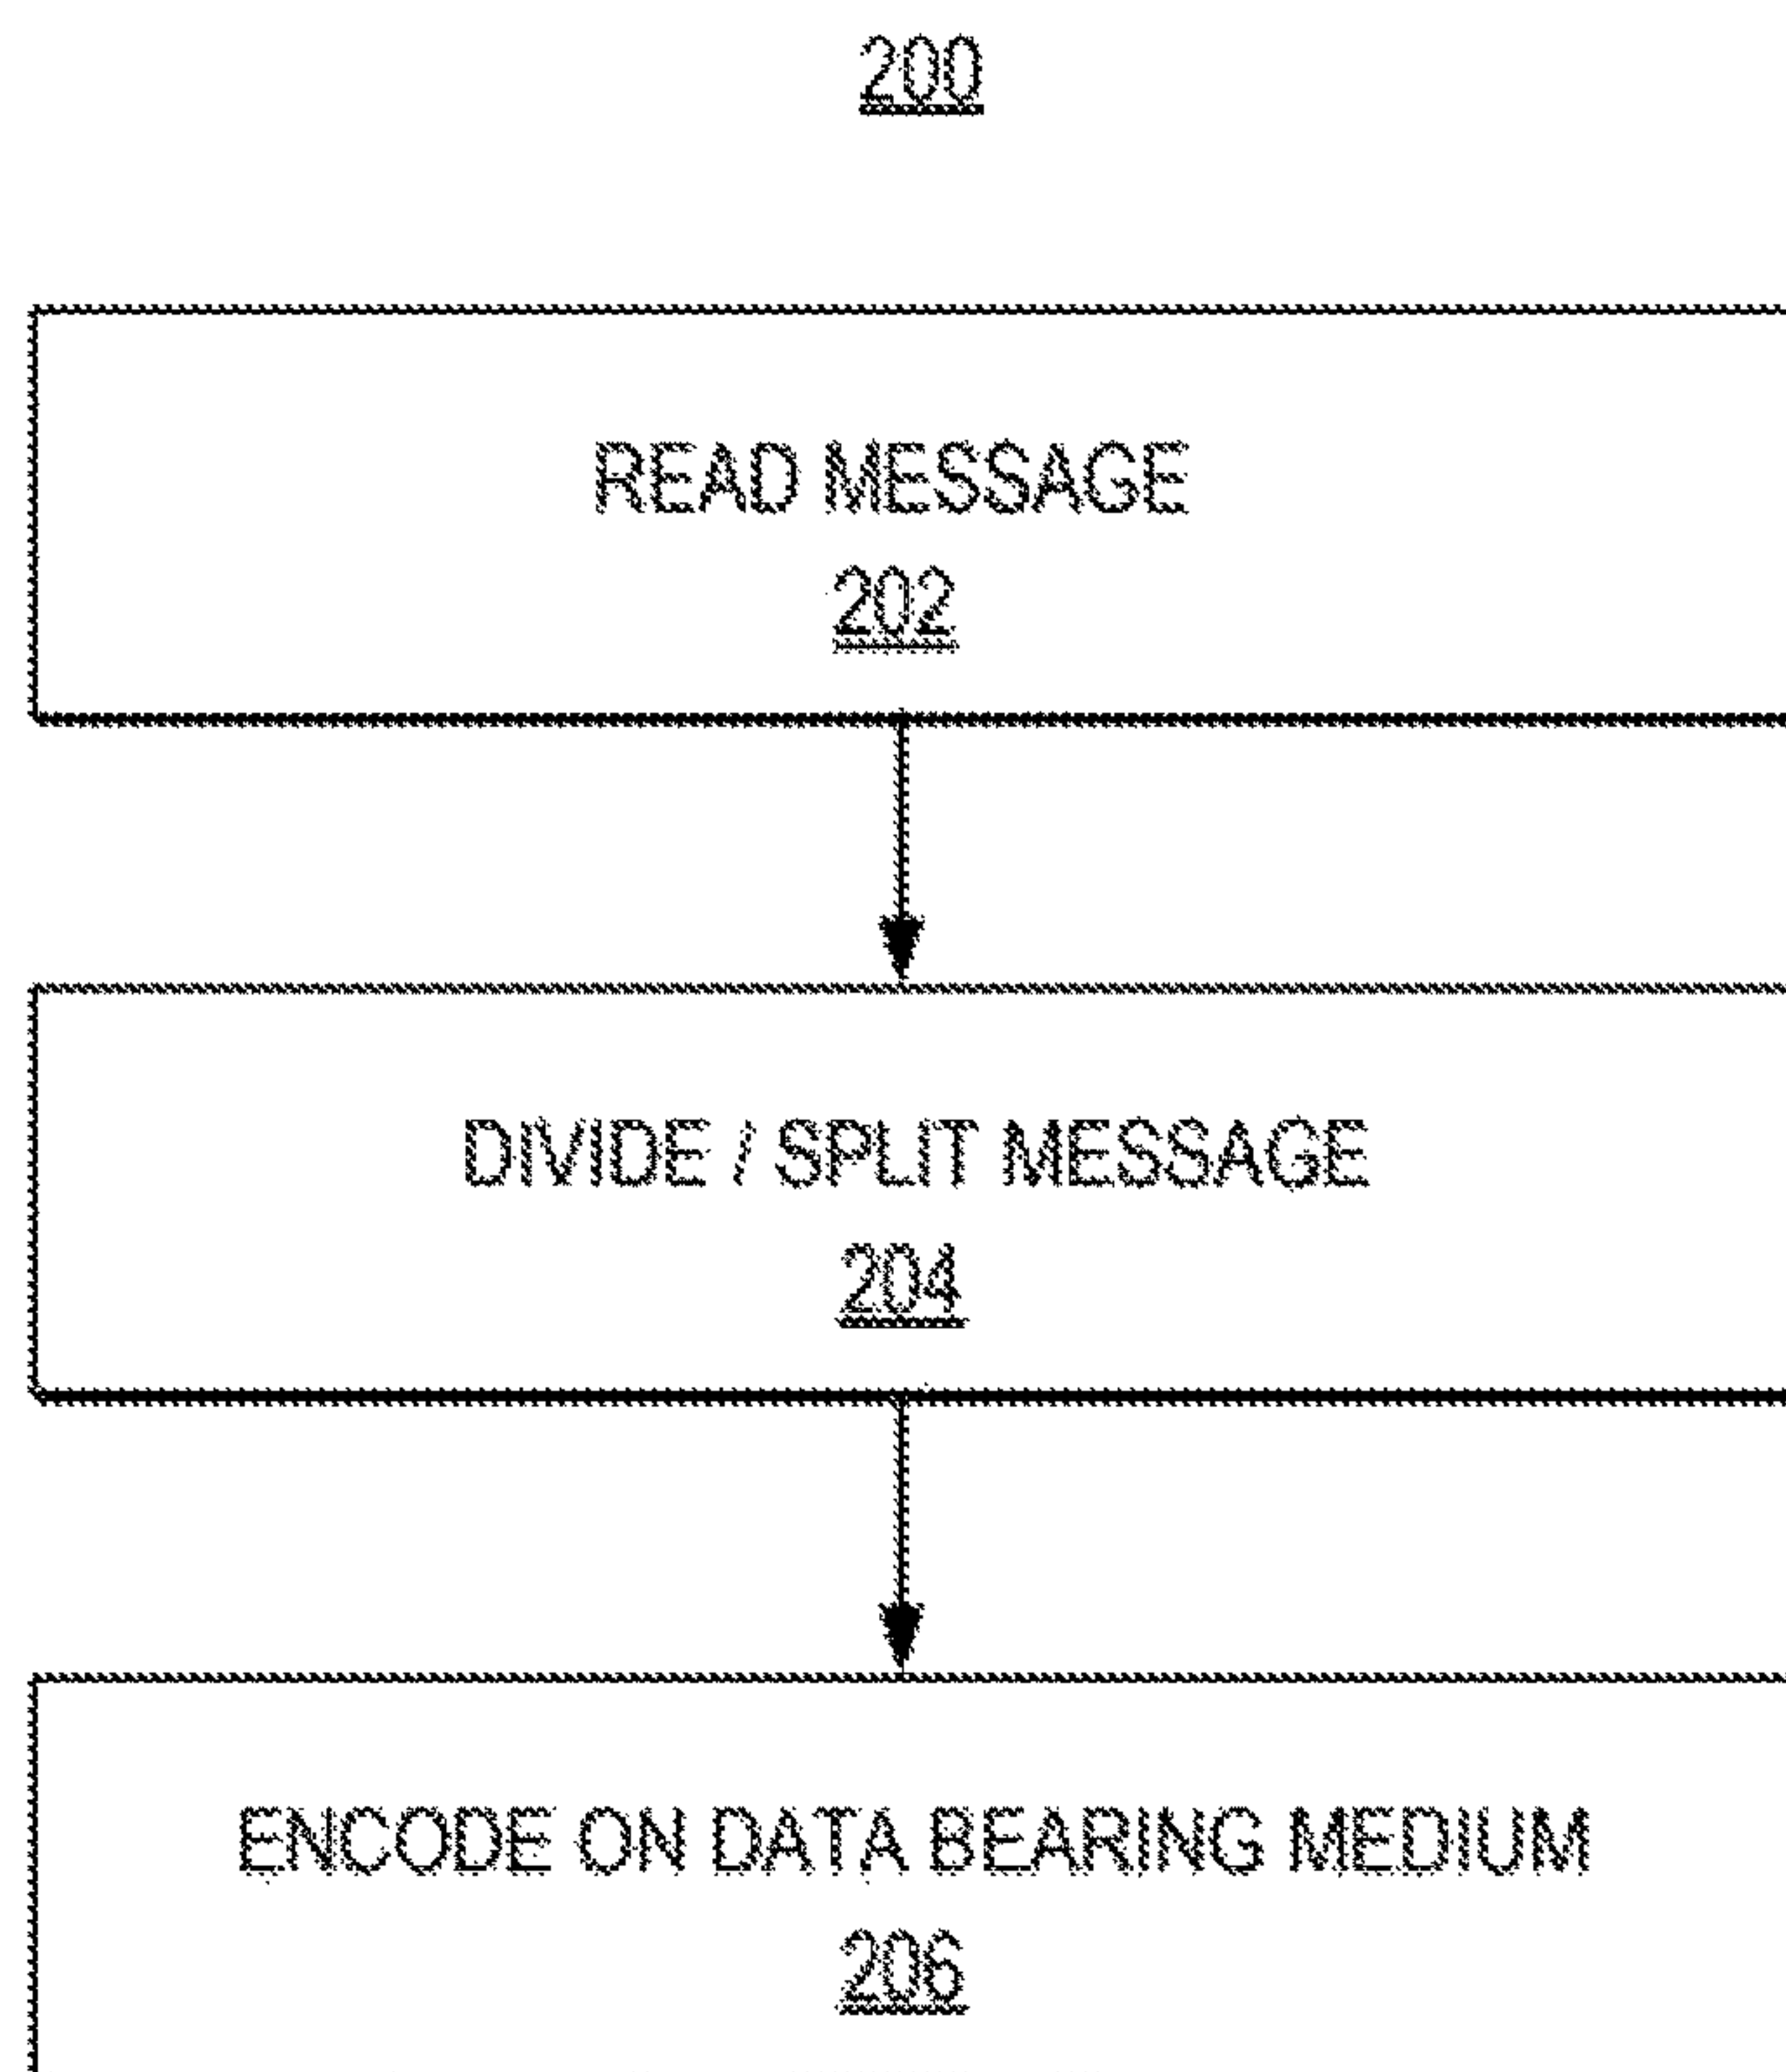 200
READ MESSAGE
202
DIVIDE / SPLIT MESSAGE
204
ENCODE ON DATA BEARING MEDIUM
206